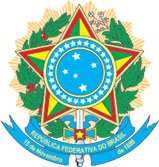 REPÚBLICA FEDERATIVA DO BRASIL
15 de Novembro
de 1889